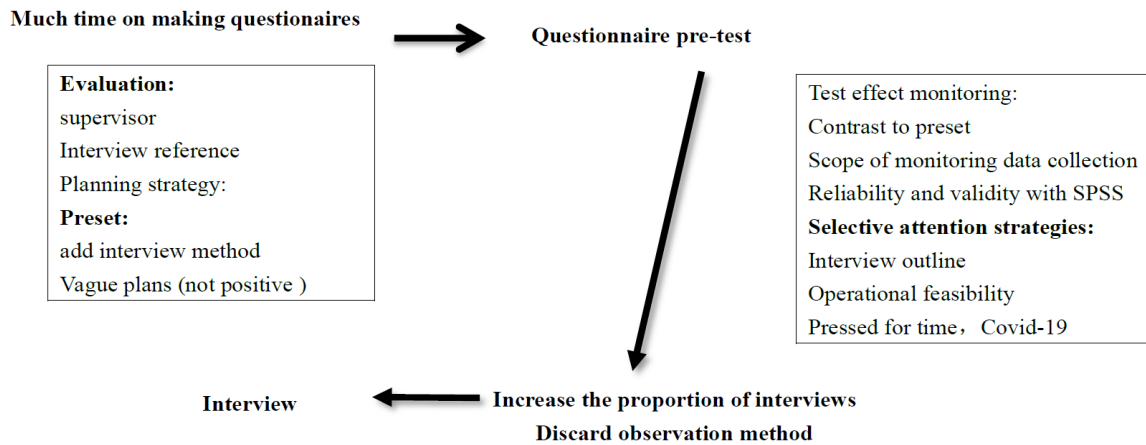 Much time on making questionaires
Questionnaire pre-test
Evaluation:
supervisor
Interview reference
Planning strategy:
Preset:
add interview method
Vague plans (not positive )
Test effect monitoring:
Contrast to preset
Scope of monitoring data collection
Reliability and validity with SPSS
Selective attention strategies:
Interview outline
Operational feasibility
Pressed for time，Covid-19
Interview
Increase the proportion of interviews
Discard observation method